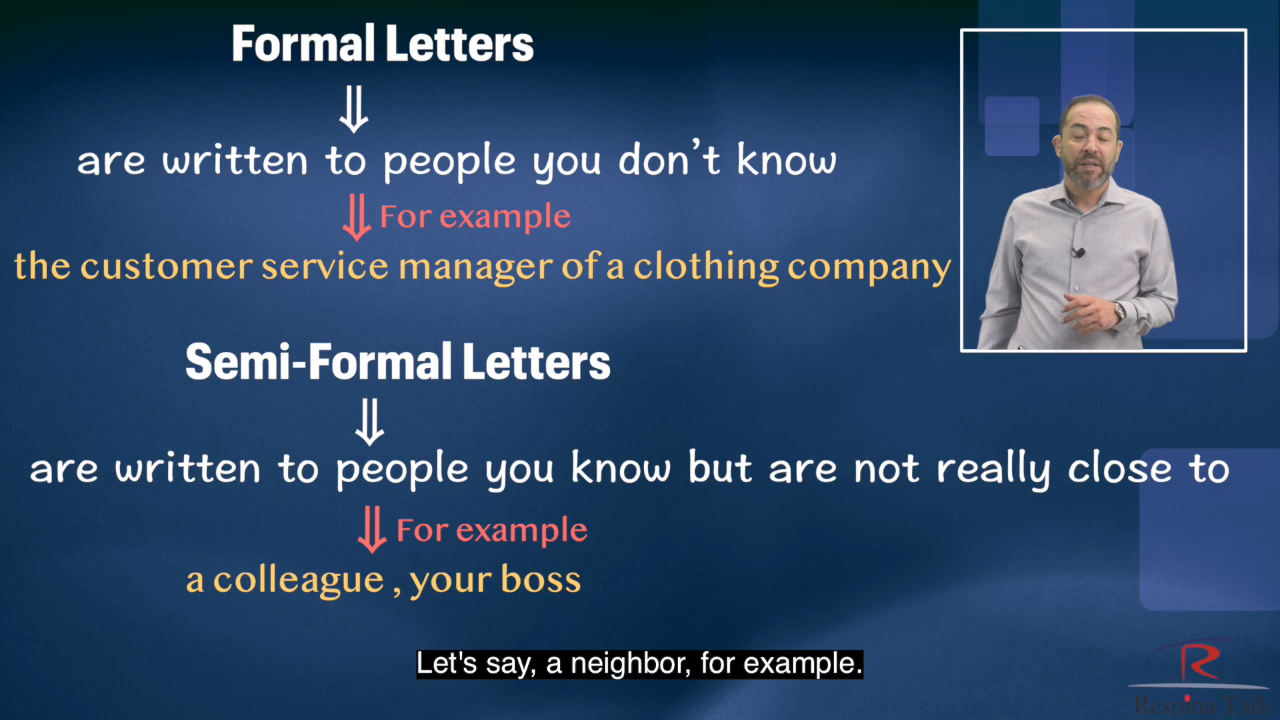 Formal Letters
⇓
are written to people you don't know
⇓ For example
the customer service manager of a clothing company
Semi-Formal Letters
⇓
are written to people you know but are not really close to
⇓ For example
a colleague , your boss
Let's say, a neighbor, for example.
R
Respina Talk